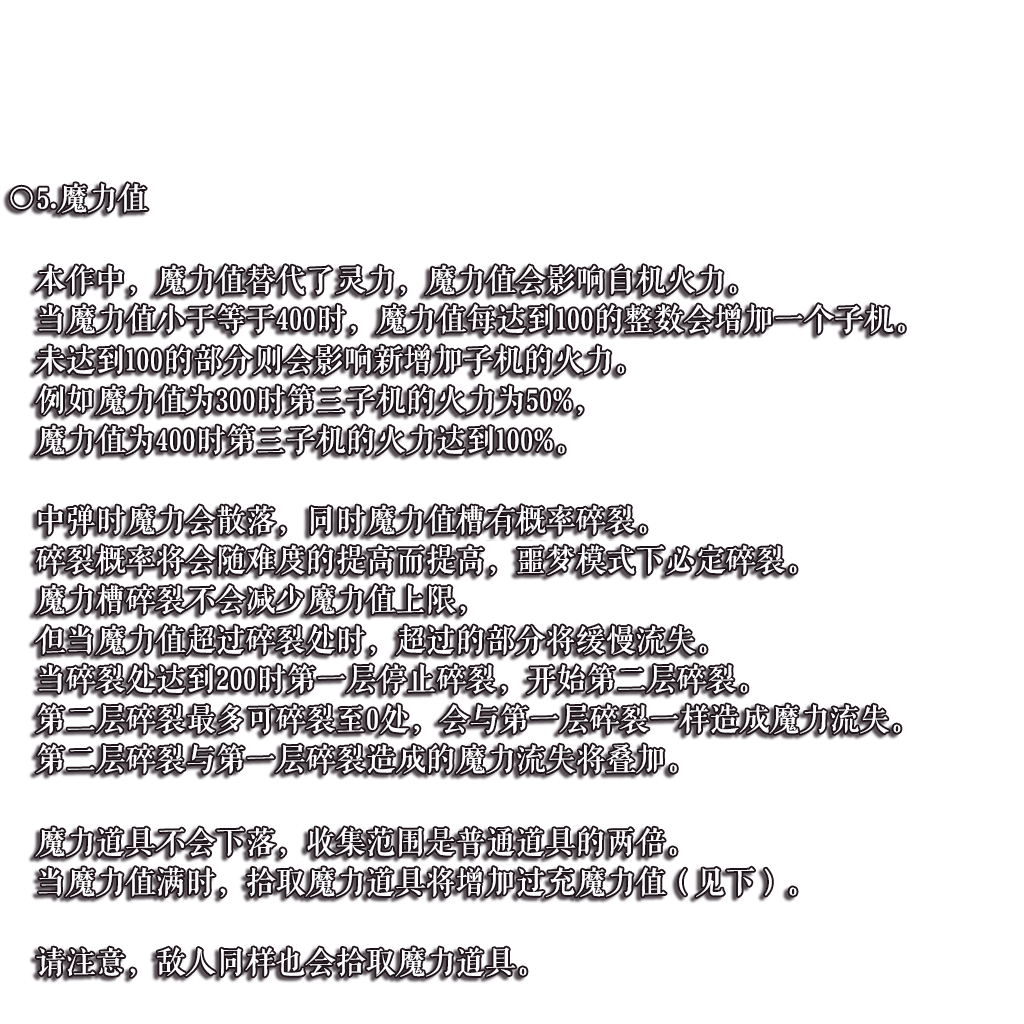 ◎5.魔力值
本作中，魔力值替代了灵力，魔力值会影响自机火力。
当魔力值小于等于400时，魔力值每达到100的整数会增加一个子机。
未达到100的部分则会影响新增加子机的火力。
例如魔力值为300时第三子机的火力为50%，
魔力值为400时第三子机的火力达到100%。
中弹时魔力会散落，同时魔力值槽有概率碎裂。
碎裂概率将会随难度的提高而提高，噩梦模式下必定碎裂。
魔力槽碎裂不会减少魔力值上限，
但当魔力值超过碎裂处时，超过的部分将缓慢流失。
当碎裂处达到200时第一层停止碎裂，开始第二层碎裂。
第二层碎裂最多可碎裂至0处，会与第一层碎裂一样造成魔力流失。
第二层碎裂与第一层碎裂造成的魔力流失将叠加。
魔力道具不会下落，收集范围是普通道具的两倍。
当魔力值满时，拾取魔力道具将增加过充魔力值（见下）。
请注意，敌人同样也会拾取魔力道具。